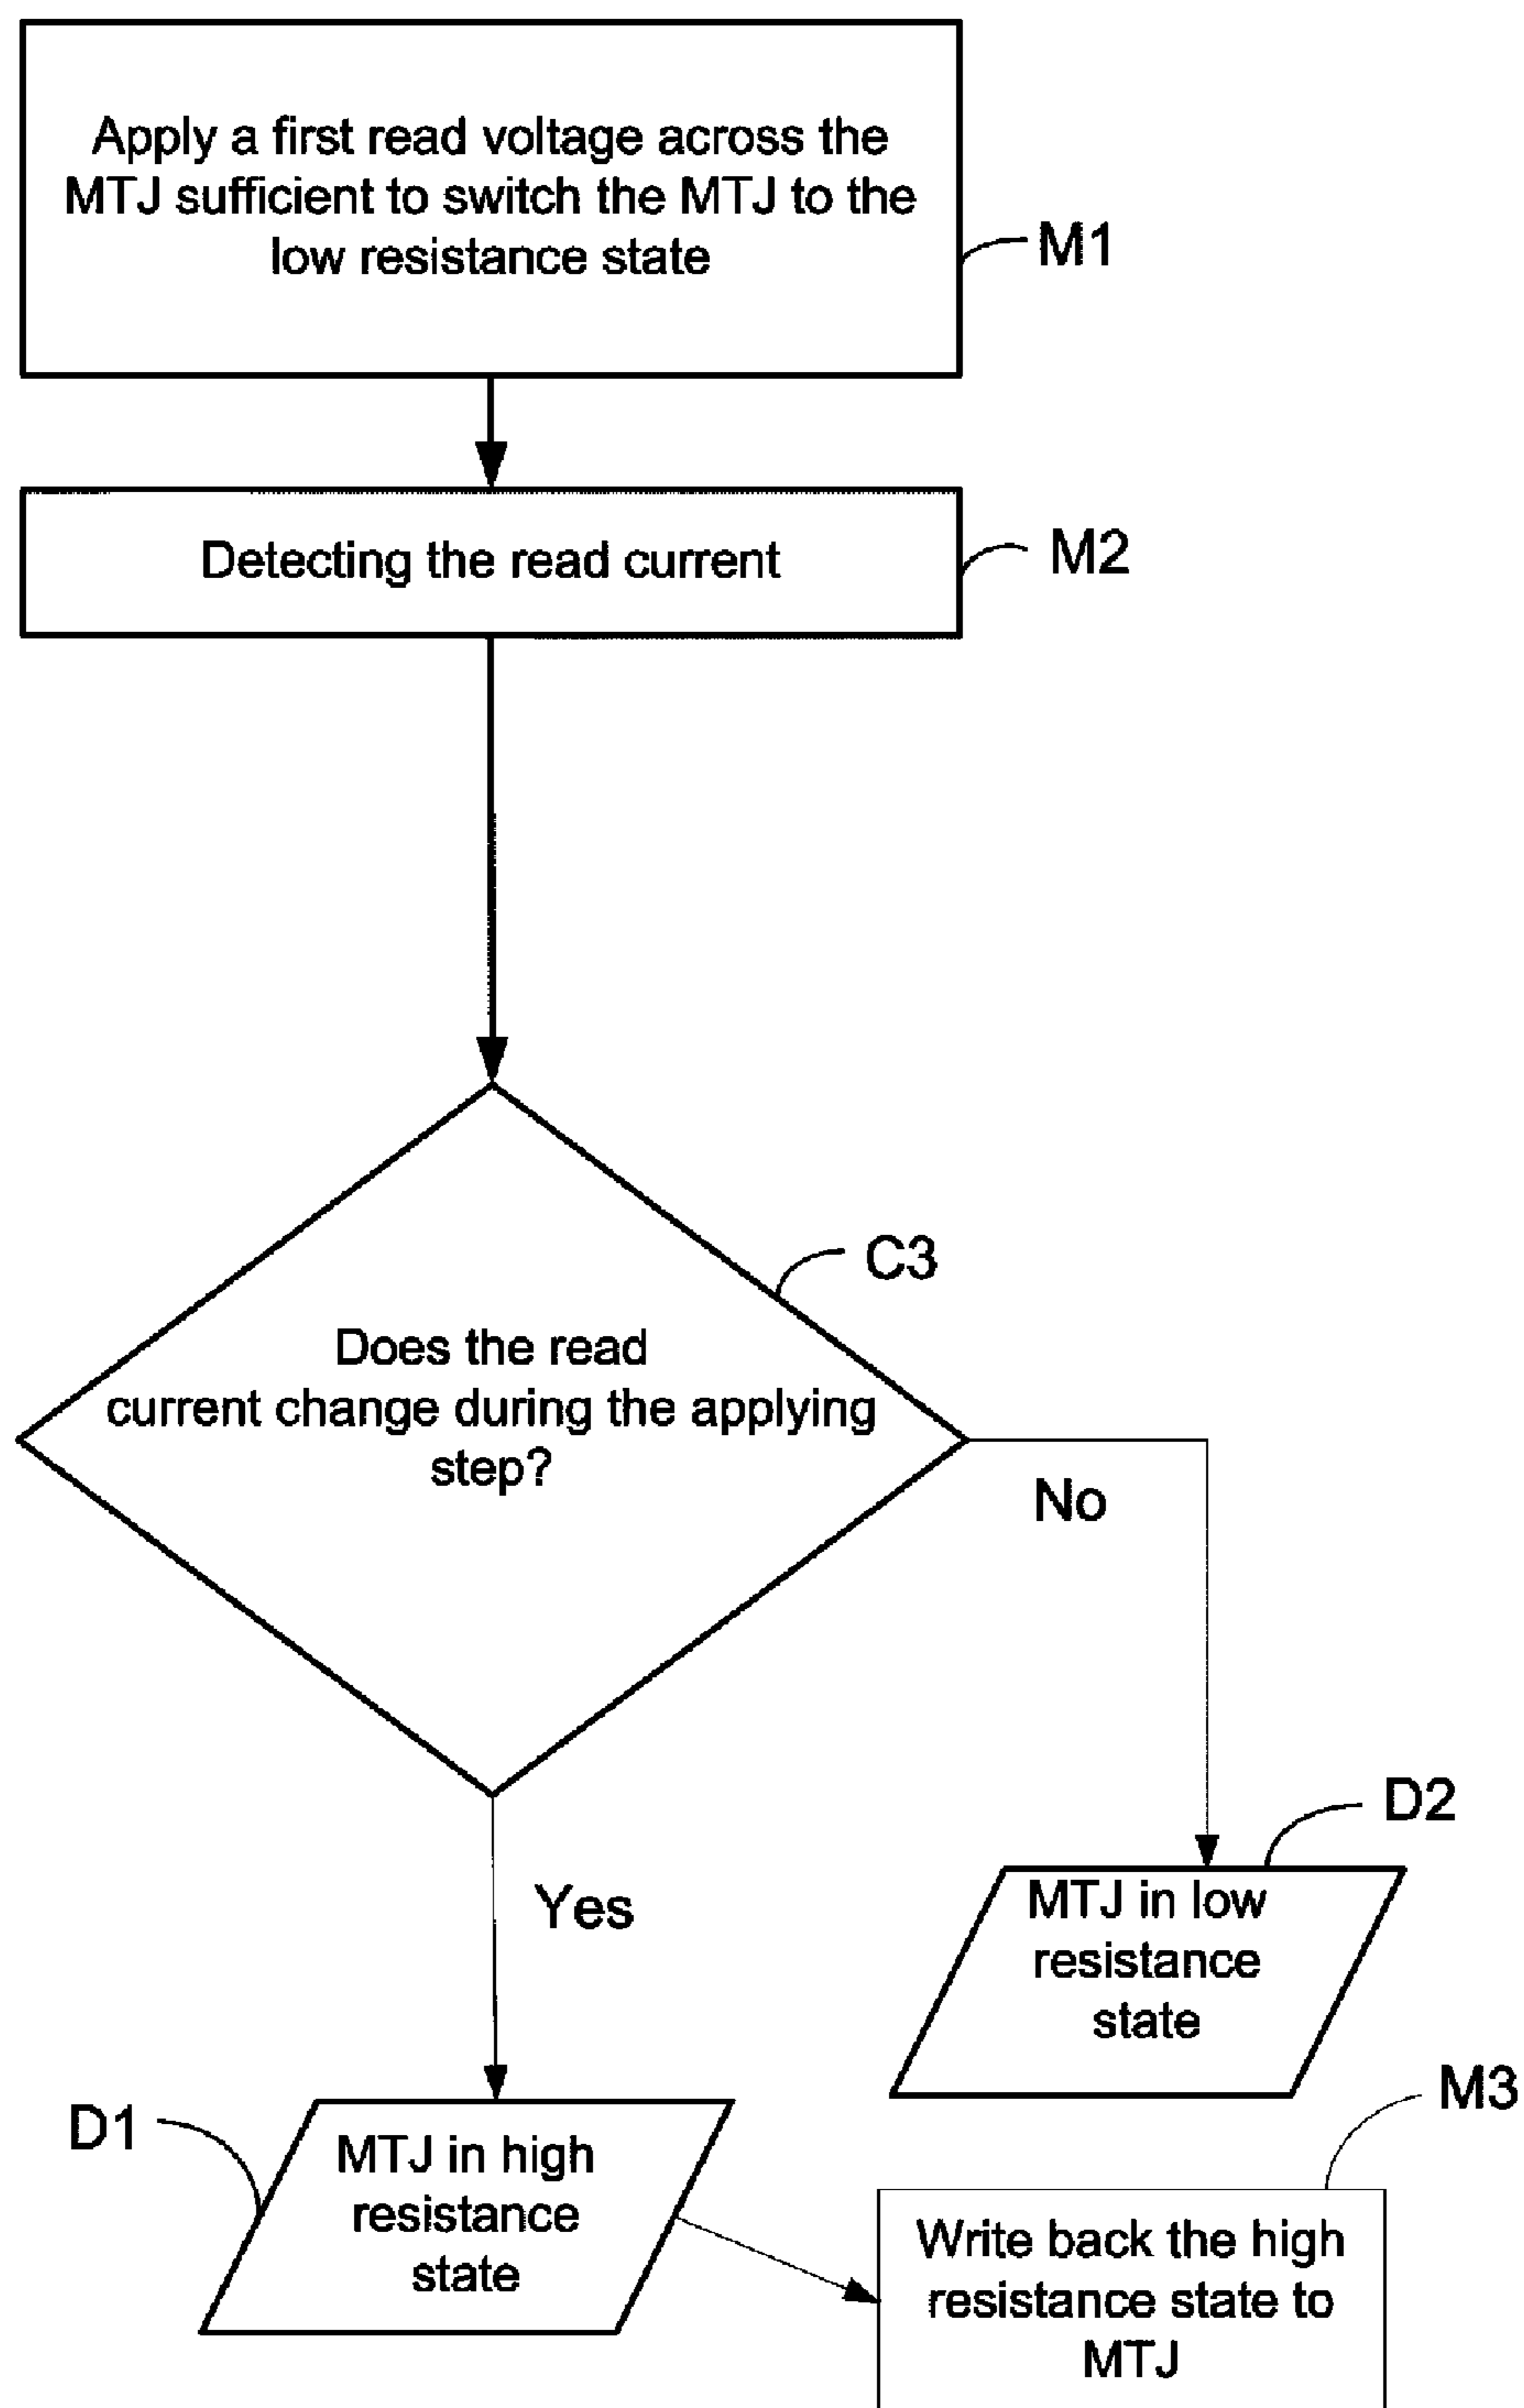 Apply a first read voltage across the
MTJ sufficient to switch the MTJ to the
low resistance state
M1
Detecting the read current
M2
C3
Does the read
current change during the applying
step?
No
Yes
D2
MTJ in low
resistance
state
D1
MTJ in high
resistance
state
M3
Write back the high
resistance state to
MTJ